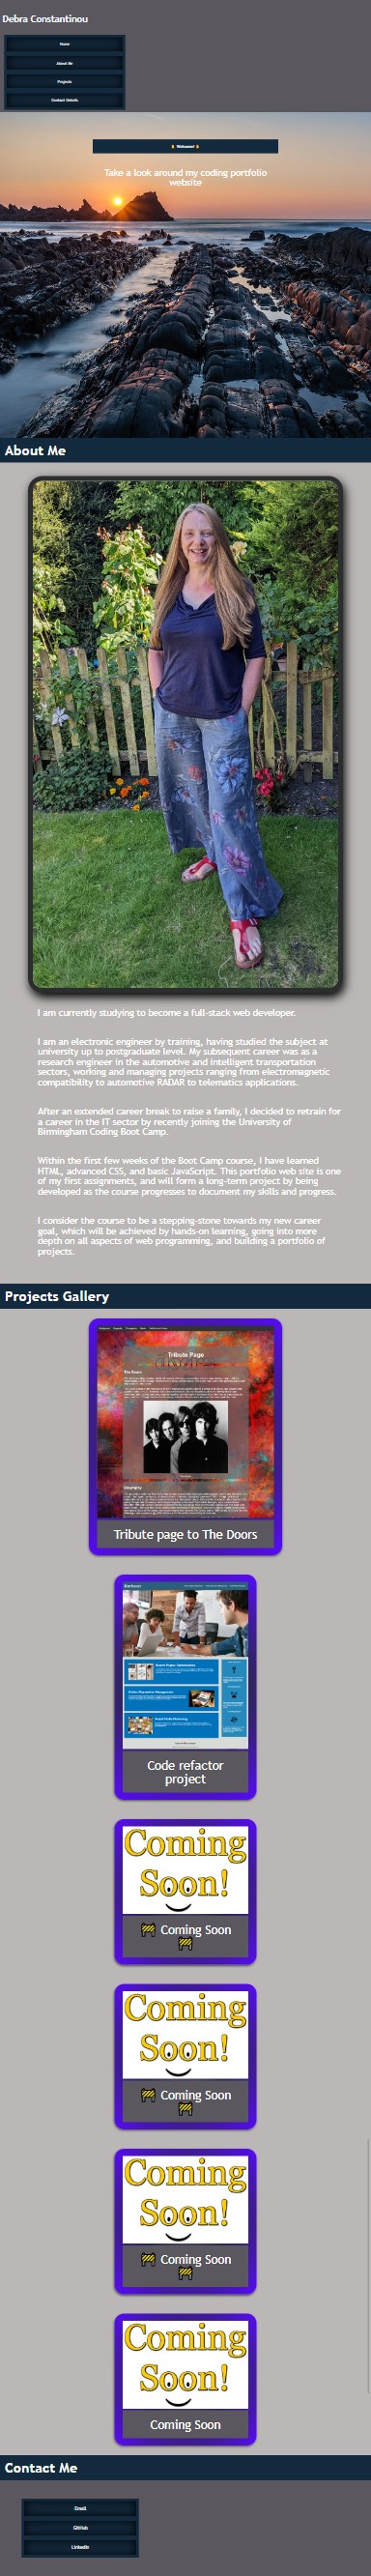 Debra Constantinou
Home
About Me
Projects
Contact Details
Welcome!
Take a look around my coding portfolio
website
About Me
I am currently studying to become a full-stack web developer.
I am an electronic engineer by training, having studied the subject at
university up to postgraduate level. My subsequent career was as a
research engineer in the automotive and intelligent transportation
sectors, working and managing projects ranging from electromagnetic
compatibility to automotive RADAR to telematics applications.
After an extended career break to raise a family, I decided to retrain for
a career in the IT sector by recently joining the University of
Birmingham Coding Boot Camp.
Within the first few weeks of the Boot Camp course, I have learned
HTML, advanced CSS, and basic JavaScript. This portfolio web site is one
of my first assignments, and will form a long-term project by being
developed as the course progresses to document my skills and progress.
I consider the course to be a stepping-stone towards my new career
goal, which will be achieved by hands-on learning, going into more
depth on all aspects of web programming, and building a portfolio of
projects.
Projects Gallery
Tribute Page
The Doors
Biography
Tribute page to The Doors
Code refactor
project
Coming
Soon!
Coming Soon
Coming
Soon!
Coming Soon
Coming
Soon!
Coming Soon
Coming
Soon!
Coming Soon
Contact Me
Email
GitHub
LinkedIn